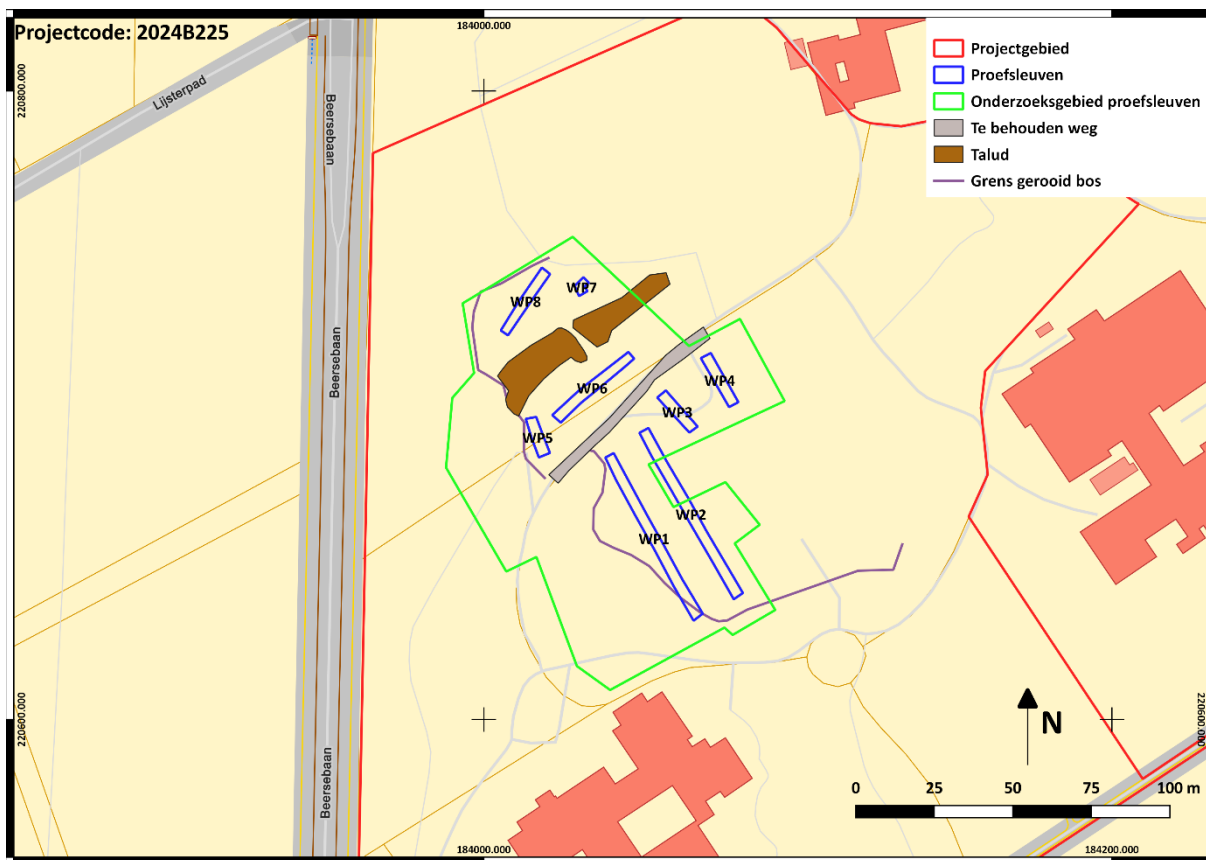 Projectcode: 2024B225
184000.000
220800.000
Projectgebied
Proefsleuven
Onderzoeksgebied proefsleuven
Te behouden weg
Talud
Grens gerooid bos
Lijsterpad
Beersebaan
Beersebaan
Beersebaan
WP8
WP7
WP6
WP4
WP3
WP5
WP2
WP1
220600.000
220600.000
N
0 25 50 75 100 m
184000.000
184200.000